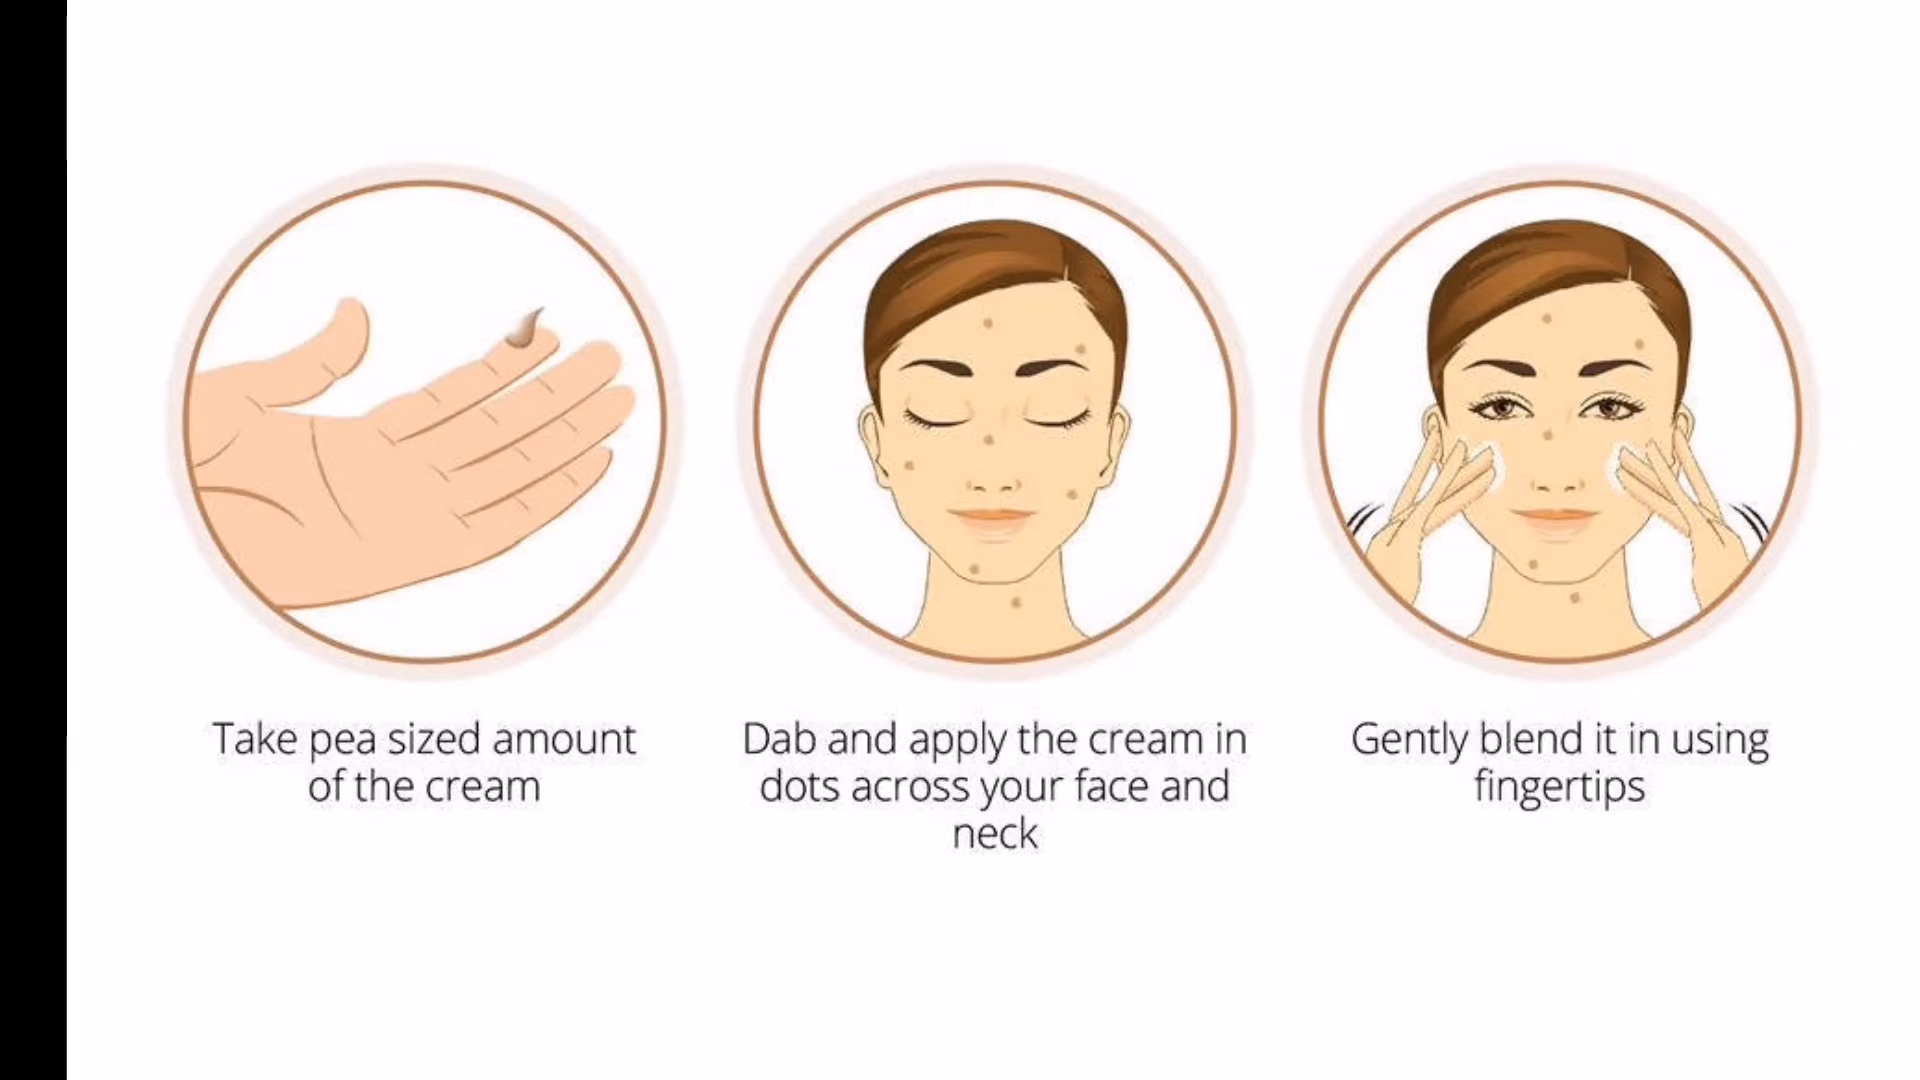 Take pea sized amount
of the cream
Dab and apply the cream in
dots across your face and
neck
Gently blend it in using
fingertips